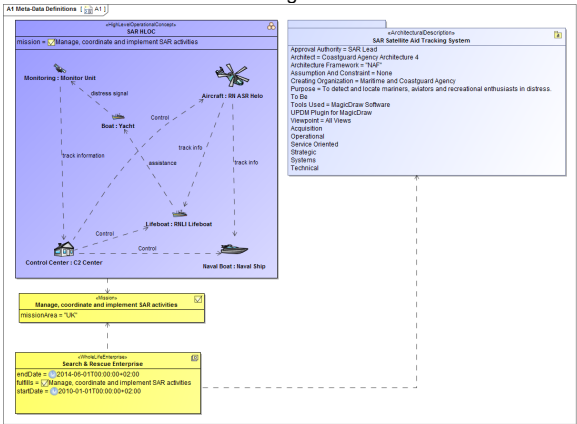 A1 Meta-Data Definitions [ A1 ]
«HighLevelOperationalConcept»
SAR RLOC
mission = Manage, coordinate and implement SAR activities
Monitoring : Monitor Unit
Aircraft : RN ASR Helo
distress signal
Control
Boat : Yacht
track info
track information
assistance
track info
Lifeboat : RNLI Lifeboat
Control
Control
Control Center : C2 Center
Naval Boat : Naval Ship
«ArchitecturalDescription»
SAR Satellite Aid Tracking System
Approval Authority = SAR Lead
Architect = Coastguard Agency Architecture 4
Architecture Framework = "NAF"
Assumption And Constraint = None
Creating Organization = Maritime and Coastguard Agency
Purpose = To detect and locate mariners, aviators and recreational enthusiasts in distress.
To Be
Tools Used = MagicDraw Software
UPDM Plugin for MagicDraw
Viewpoint = All Views
Acquisition
Operational
Service Oriented
Strategic
Systems
Technical
«Mission»
Manage, coordinate and implement SAR activities
missionArea = "UK"
«WholeLifeEnterprise»
Search & Rescue Enterprise
endDate = 2014-06-01T00:00:00+02:00
fulfills = Manage, coordinate and implement SAR activities
startDate = 2010-01-01T00:00:00+02:00